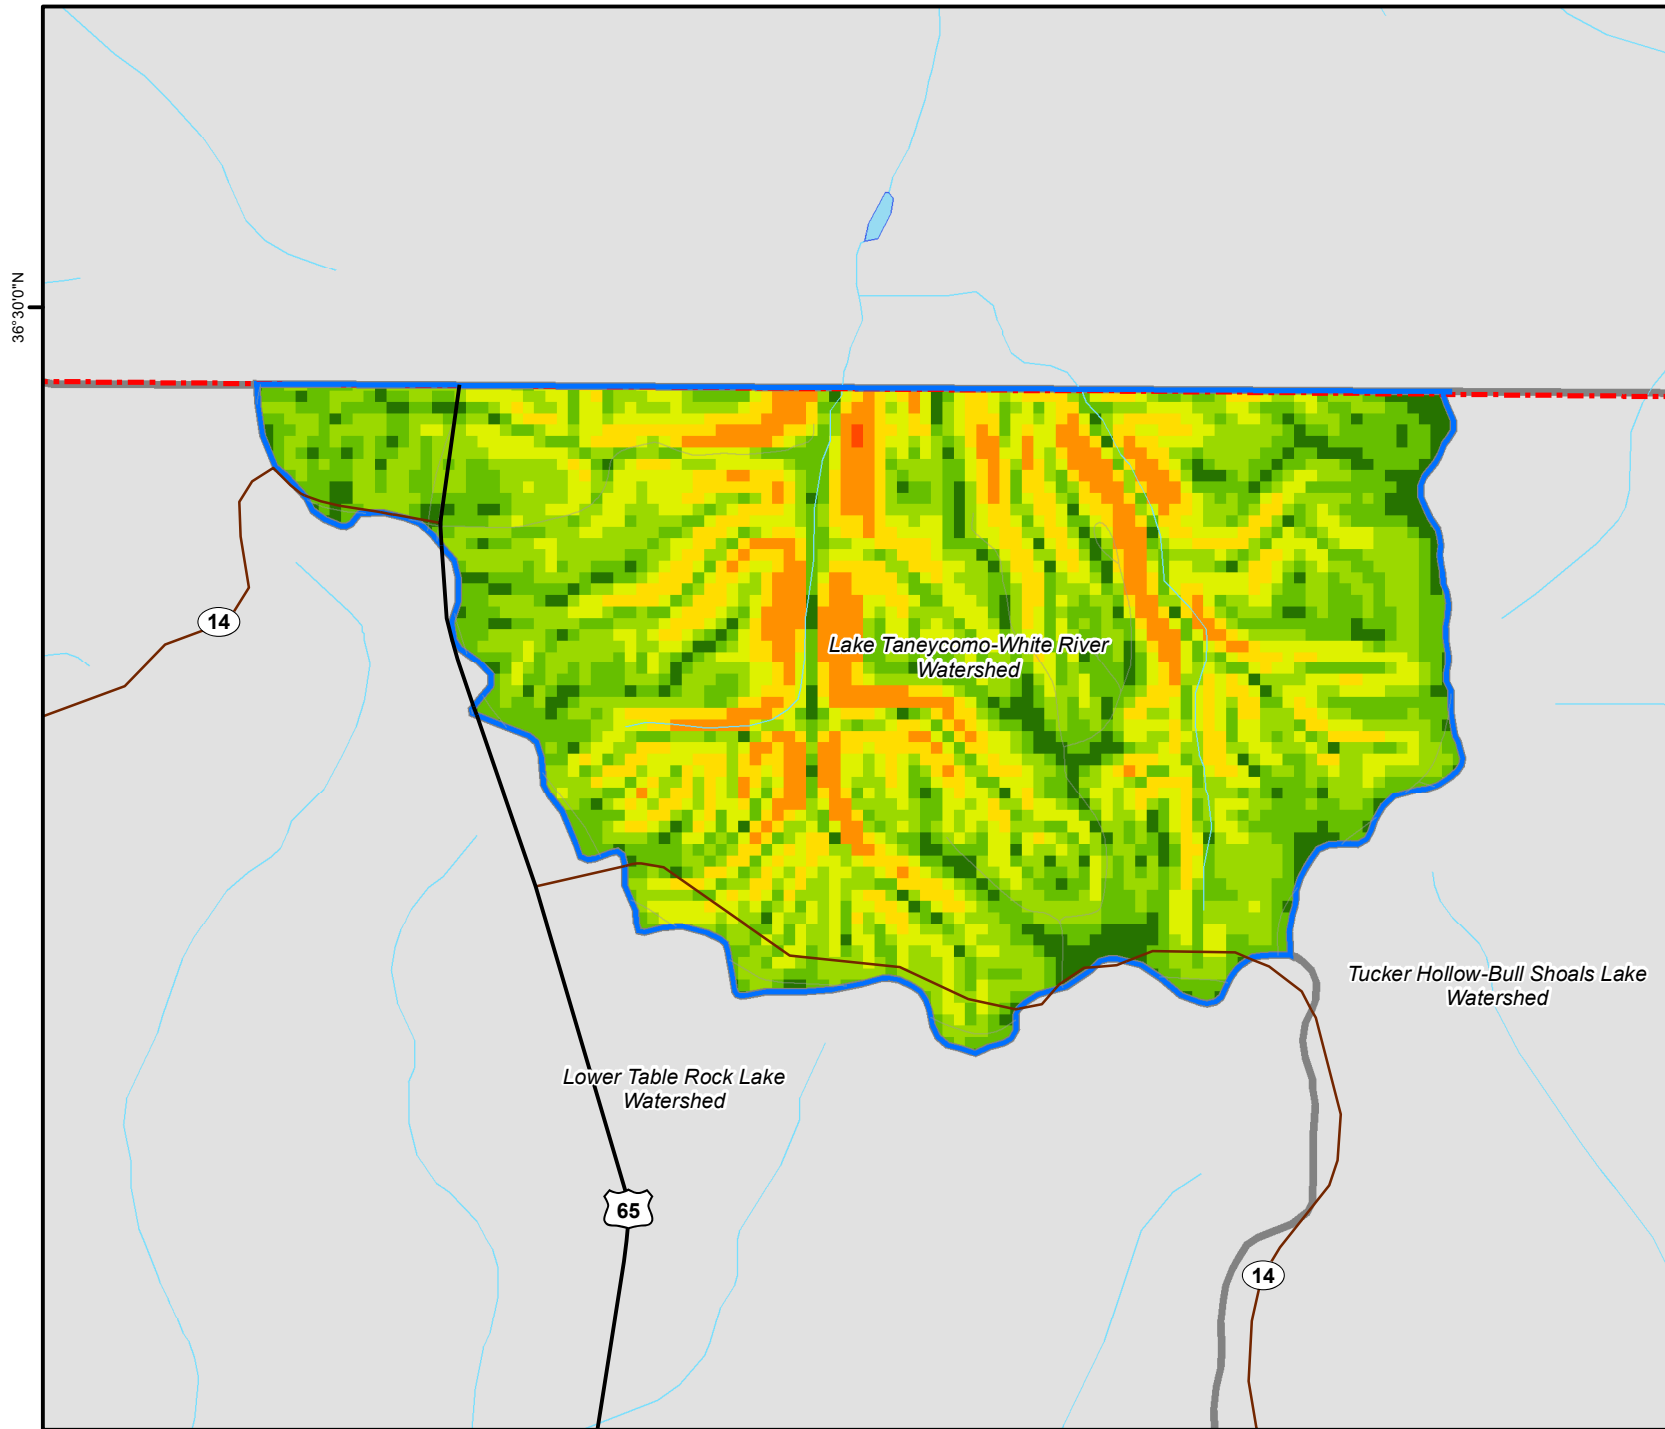 36°30'0"N
14
Lake Taneycomo-White River
Watershed
Tucker Hollow-Bull Shoals Lake
Watershed
Lower Table Rock Lake
Watershed
65
14